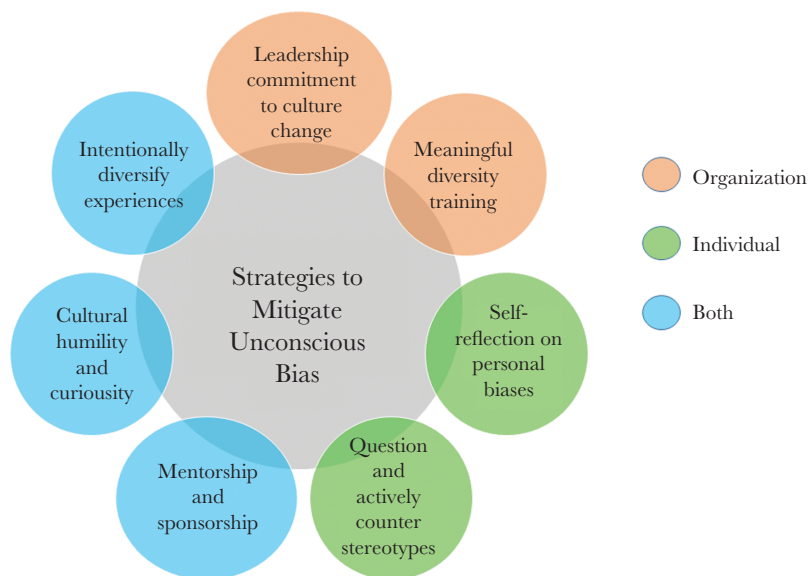 Leadership
commitment
to culture
change
Meaningful
diversity
training
Self-
reflection on
personal
biases
Question
and
actively
counter
stereotypes
Mentorship
and
sponsorship
Cultural
humility
and
curiousity
Intentionally
diversify
experiences
Strategies to
Mitigate
Unconscious
Bias
Organization
Individual
Both